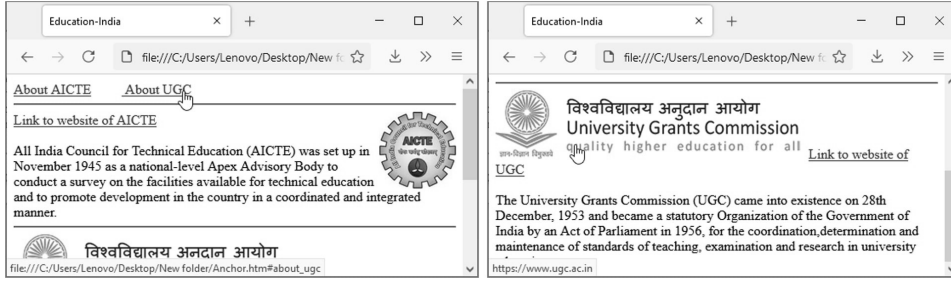 Education-India
file:///C:/Users/Lenovo/Desktop/New fo
About AICTE About UGC
Link to website of AICTE
AICTE
All India Council for Technical Education (AICTE) was set up in
November 1945 as a national-level Apex Advisory Body to
conduct a survey on the facilities available for technical education
and to promote development in the country in a coordinated and integrated
manner.
विश्वविद्यालय अनुदान आयोग
file:///C:/Users/Lenovo/Desktop/New folder/Anchor.htm#about_ugc
Education-India
file:///C:/Users/Lenovo/Desktop/New fo
विश्वविद्यालय अनुदान आयोग
University Grants Commission
quality higher education for all
ज्ञान-विज्ञान विमुक्तये
Link to website of
UGC
The University Grants Commission (UGC) came into existence on 28th
December, 1953 and became a statutory Organization of the Government of
India by an Act of Parliament in 1956, for the coordination,determination and
maintenance of standards of teaching, examination and research in university
https://www.ugc.ac.in